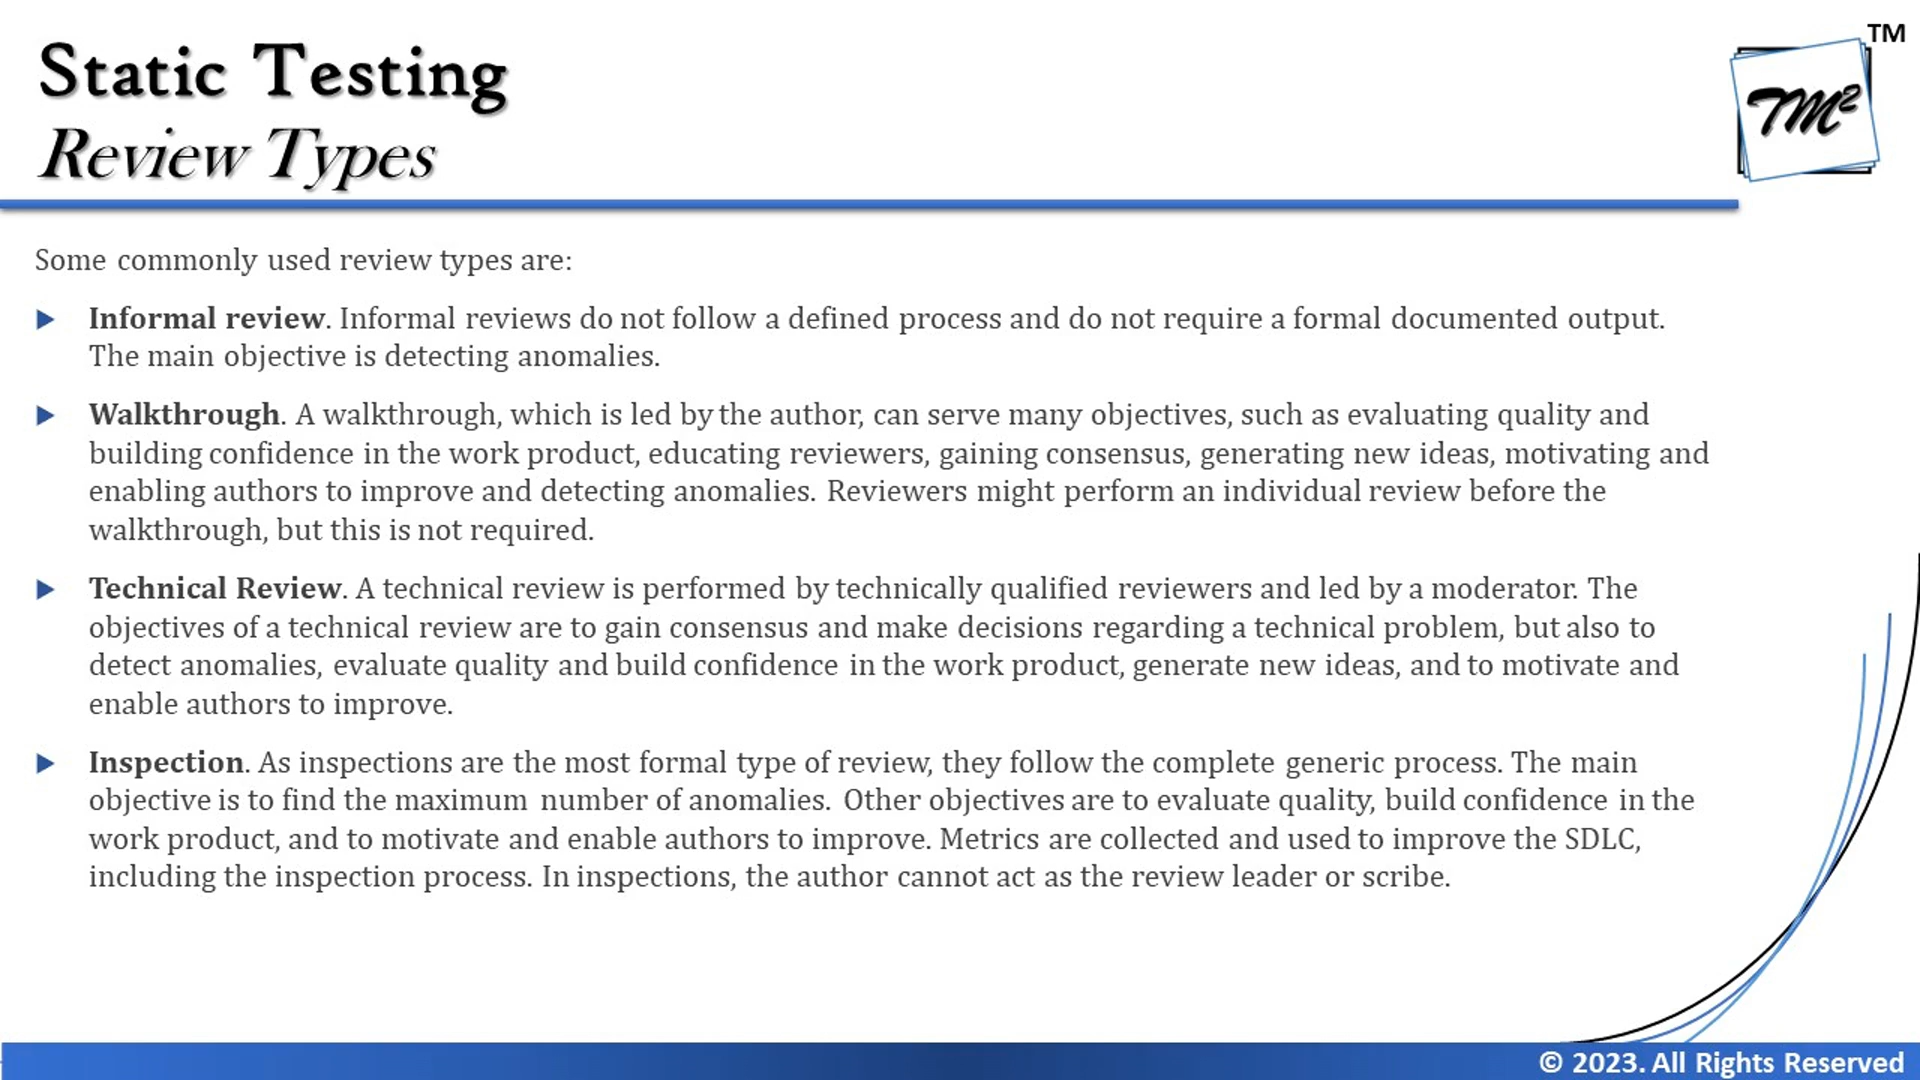 Static Testing
TM
Review Types
TM²
Some commonly used review types are:
Informal review. Informal reviews do not follow a defined process and do not require a formal documented output.
The main objective is detecting anomalies.
Walkthrough. A walkthrough, which is led by the author, can serve many objectives, such as evaluating quality and
building confidence in the work product, educating reviewers, gaining consensus, generating new ideas, motivating and
enabling authors to improve and detecting anomalies. Reviewers might perform an individual review before the
walkthrough, but this is not required.
Technical Review. A technical review is performed by technically qualified reviewers and led by a moderator. The
objectives of a technical review are to gain consensus and make decisions regarding a technical problem, but also to
detect anomalies, evaluate quality and build confidence in the work product, generate new ideas, and to motivate and
enable authors to improve.
Inspection. As inspections are the most formal type of review, they follow the complete generic process. The main
objective is to find the maximum number of anomalies. Other objectives are to evaluate quality, build confidence in the
work product, and to motivate and enable authors to improve. Metrics are collected and used to improve the SDLC,
including the inspection process. In inspections, the author cannot act as the review leader or scribe.
© 2023. All Rights Reserved